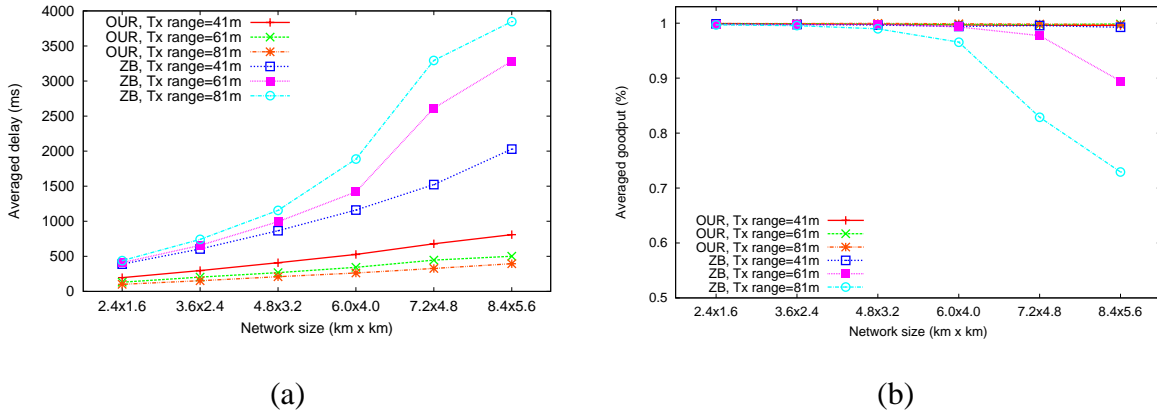 OUR, Tx range=41m
OUR, Tx range=61m
OUR, Tx range=81m
ZB, Tx range=41m
ZB, Tx range=61m
ZB, Tx range=81m
4000
3500
3000
2500
2000
1500
1000
500
0
Averaged delay (ms)
2.4x1.6 3.6x2.4 4.8x3.2 6.0x4.0 7.2x4.8 8.4x5.6
Network size (km x km)
(a)
1
0.9
0.8
0.7
0.6
0.5
Averaged goodput (%)
OUR, Tx range=41m
OUR, Tx range=61m
OUR, Tx range=81m
ZB, Tx range=41m
ZB, Tx range=61m
ZB, Tx range=81m
2.4x1.6 3.6x2.4 4.8x3.2 6.0x4.0 7.2x4.8 8.4x5.6
Network size (km x km)
(b)